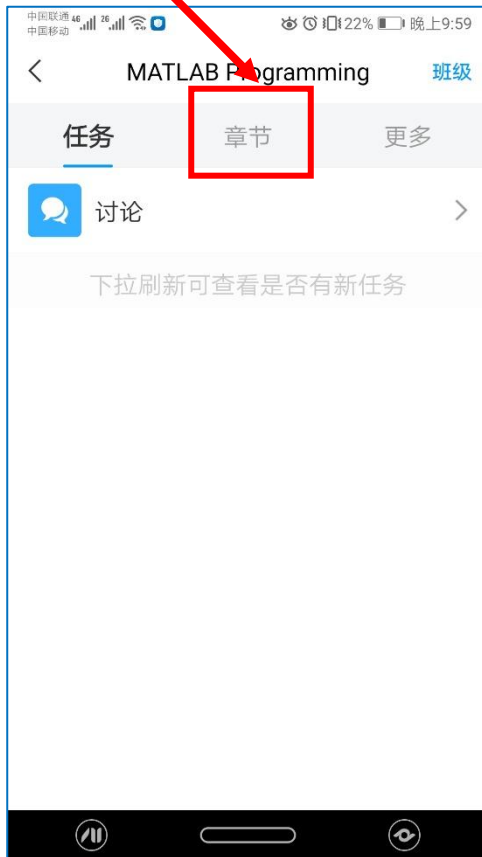 中国联通 46 26 22% 晚上9:59
中国移动
MATLAB Programming 班级
任务 章节 更多
讨论
下拉刷新可查看是否有新任务